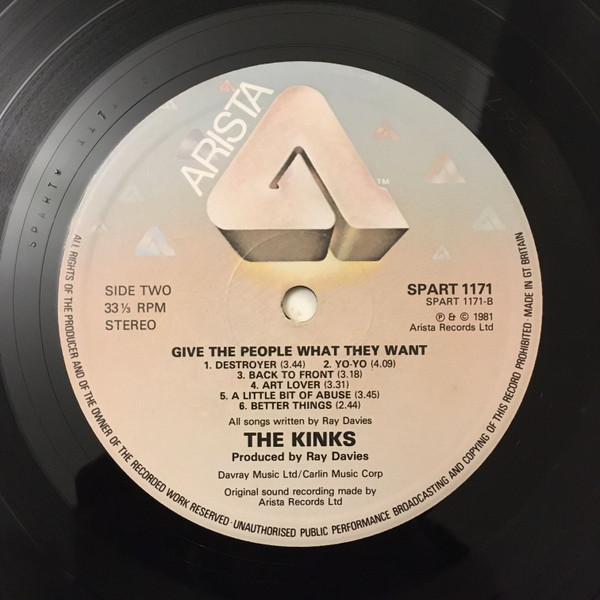 ARISTA
TM
SIDE TWO
33⅓ RPM
STEREO
SPART 1171
SPART 1171-B
℗ & © 1981
Arista Records Ltd
GIVE THE PEOPLE WHAT THEY WANT
1. DESTROYER (3.44) 2. YO-YO (4.09)
3. BACK TO FRONT (3.18)
4. ART LOVER (3.31)
5. A LITTLE BIT OF ABUSE (3.45)
6. BETTER THINGS (2.44)
All songs written by Ray Davies
THE KINKS
Produced by Ray Davies
Davray Music Ltd/Carlin Music Corp
Original sound recording made by
Arista Records Ltd
ALL RIGHTS OF THE PRODUCER AND OF THE OWNER OF THE RECORDED WORK RESERVED · UNAUTHORISED PUBLIC PERFORMANCE BROADCASTING AND COPYING OF THIS RECORD PROHIBITED · MADE IN GT BRITAIN